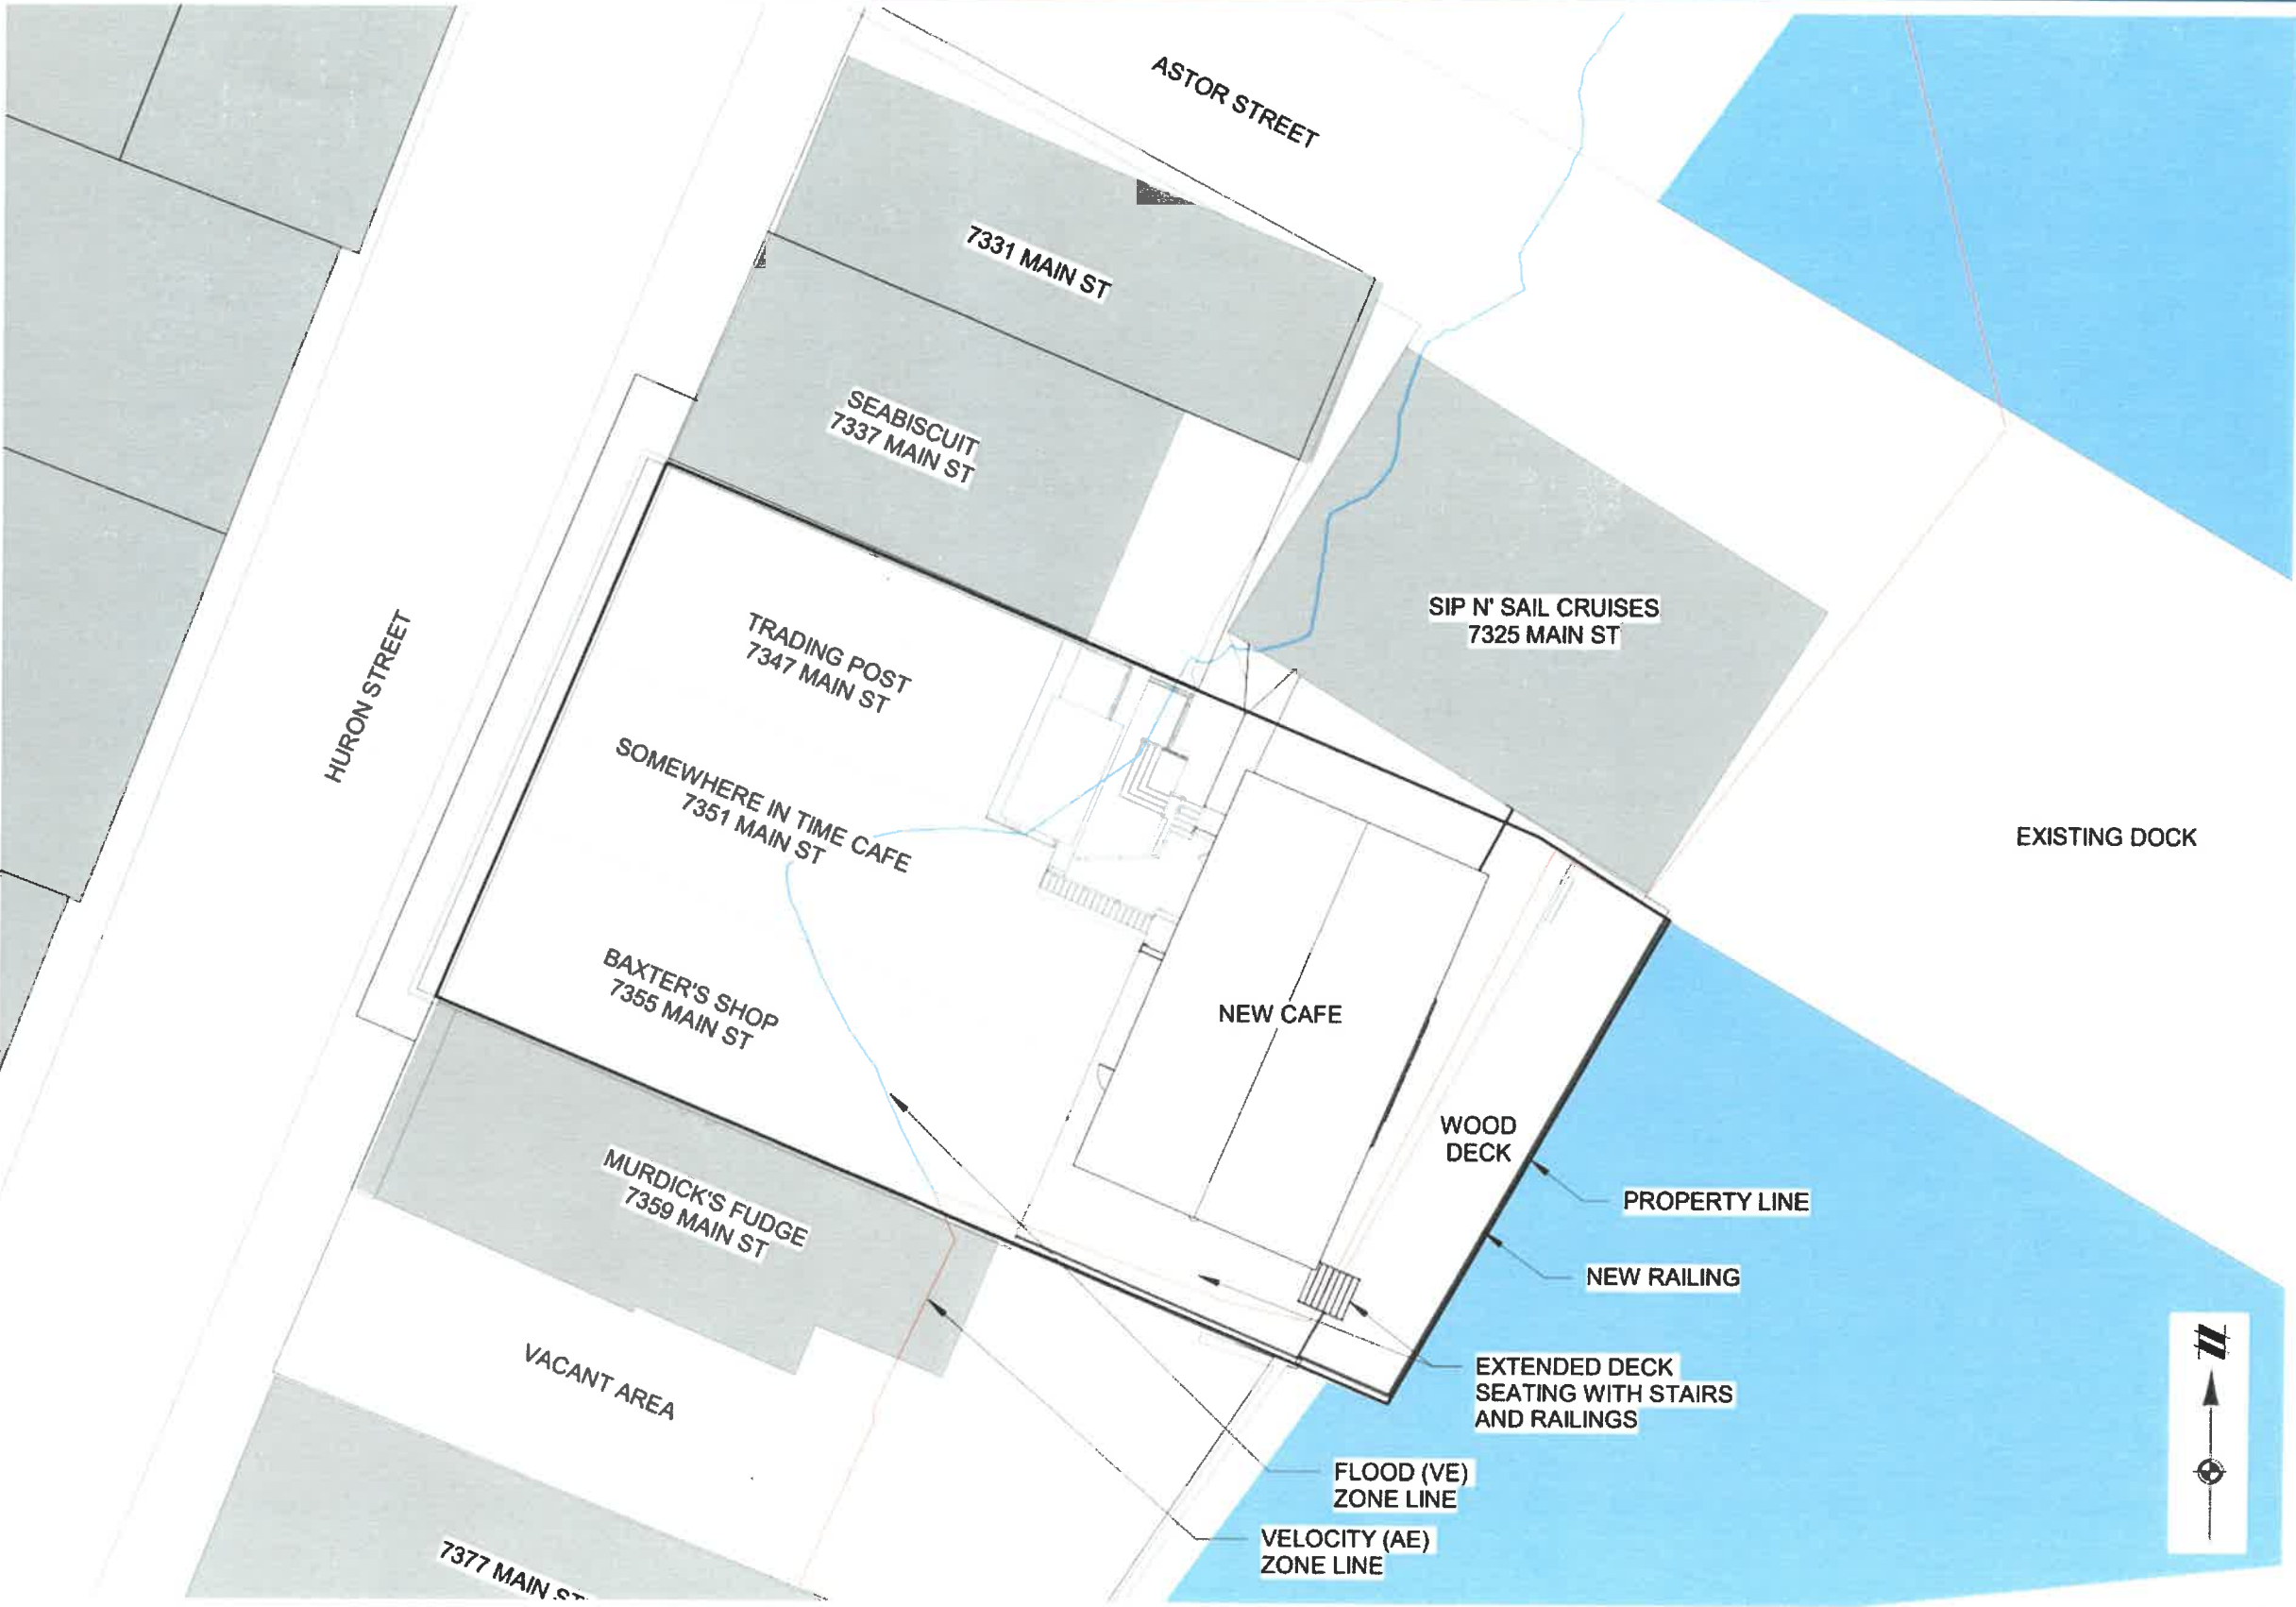 ASTOR STREET
7331 MAIN ST
SEABISCUIT
7337 MAIN ST
SIP N' SAIL CRUISES
7325 MAIN ST
HURON STREET
TRADING POST
7347 MAIN ST
SOMEWHERE IN TIME CAFE
7351 MAIN ST
EXISTING DOCK
BAXTER'S SHOP
7355 MAIN ST
NEW CAFE
WOOD
DECK
MURDICK'S FUDGE
7359 MAIN ST
PROPERTY LINE
NEW RAILING
VACANT AREA
EXTENDED DECK
SEATING WITH STAIRS
AND RAILINGS
FLOOD (VE)
ZONE LINE
VELOCITY (AE)
ZONE LINE
7377 MAIN ST
N